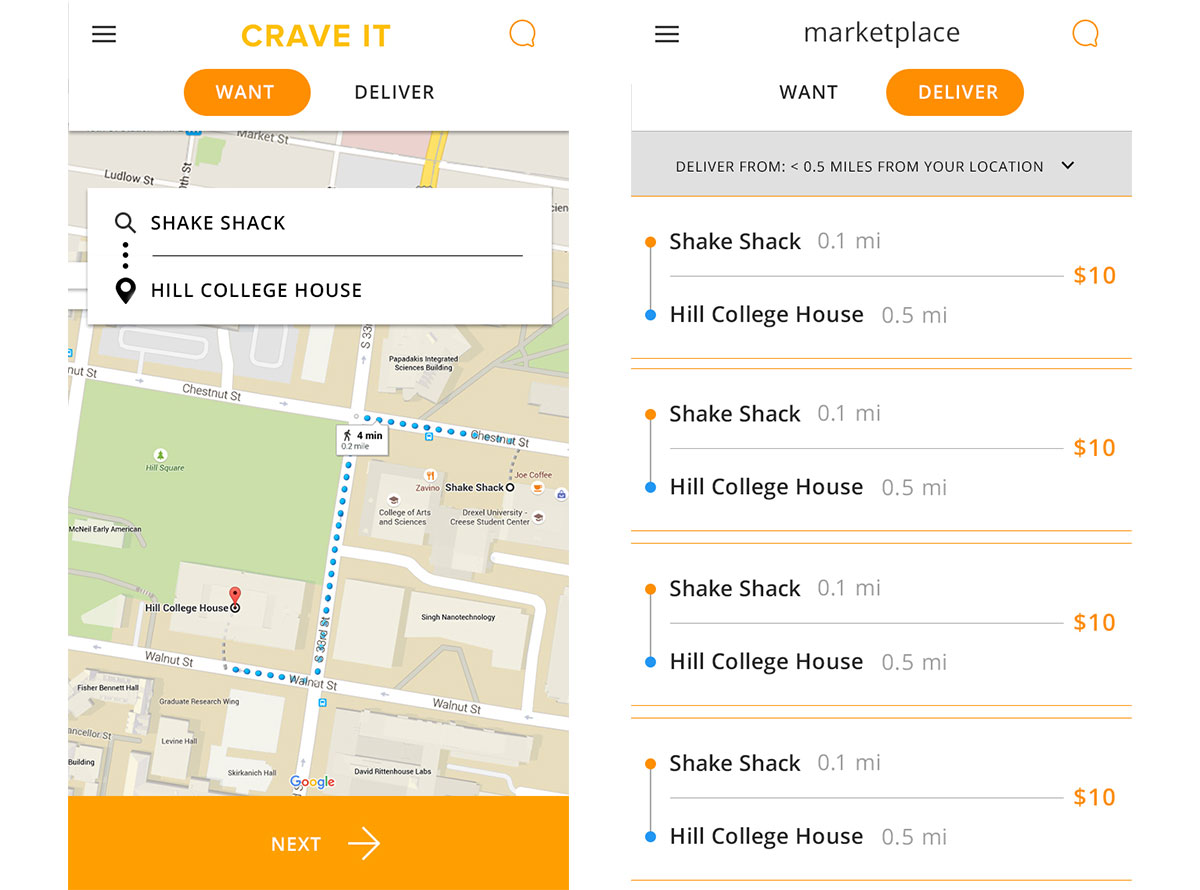 CRAVE IT
WANT
DELIVER
Market St
Ludlow St
SHAKE SHACK
HILL COLLEGE HOUSE
S 33
Papadakis Integrated
Sciences Building
Chestnut St
4 min
0.2 mile
Chestnut St
Hill Square
Joe Coffee
Zavino
Shake Shack
College of Arts
and Sciences
Drexel University -
Creese Student Center
McNeil Early American
Hill College House
Singh Nanotechnology
S 33rd St
Walnut St
Walnut St
Walnut St
Fisher Bennett Hall
Graduate Research Wing
ancellor St
Levine Hall
Building
Skirkanich Hall
David Rittenhouse Labs
Google
NEXT
marketplace
WANT
DELIVER
DELIVER FROM: < 0.5 MILES FROM YOUR LOCATION
Shake Shack 0.1 mi
$10
Hill College House 0.5 mi
Shake Shack 0.1 mi
$10
Hill College House 0.5 mi
Shake Shack 0.1 mi
$10
Hill College House 0.5 mi
Shake Shack 0.1 mi
$10
Hill College House 0.5 mi